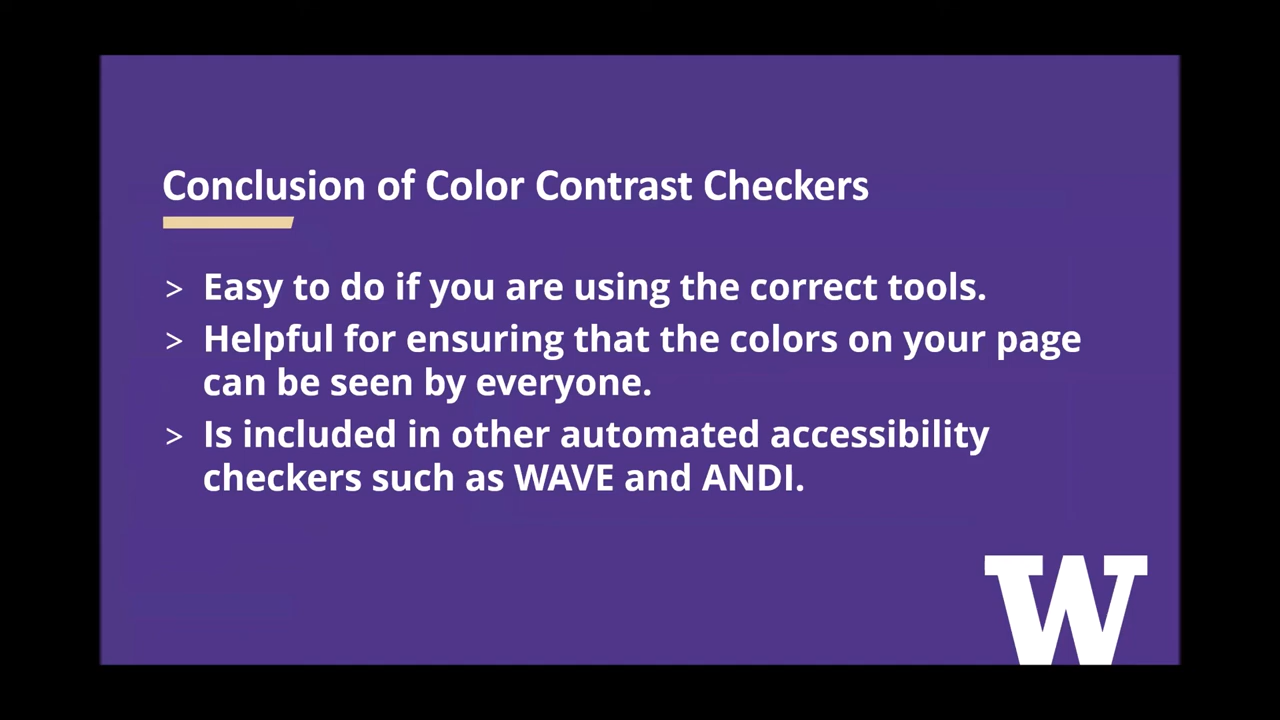 Conclusion of Color Contrast Checkers
> Easy to do if you are using the correct tools.
> Helpful for ensuring that the colors on your page
can be seen by everyone.
> Is included in other automated accessibility
checkers such as WAVE and ANDI.
W